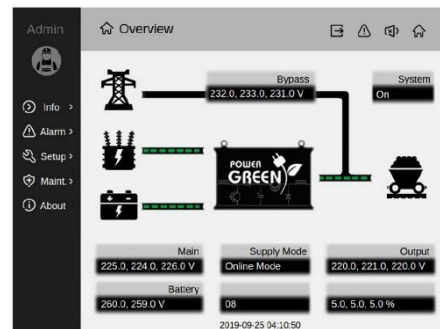 Admin
Overview
Bypass
232.0, 233.0, 231.0 V
System
On
Info >
Alarm >
Setup >
Maint. >
About
POWER
GREEN
Main
225.0, 224.0, 226.0 V
Supply Mode
Online Mode
Output
220.0, 221.0, 220.0 V
Battery
260.0, 259.0 V
08
5.0, 5.0, 5.0 %
2019-09-25 04:10:50